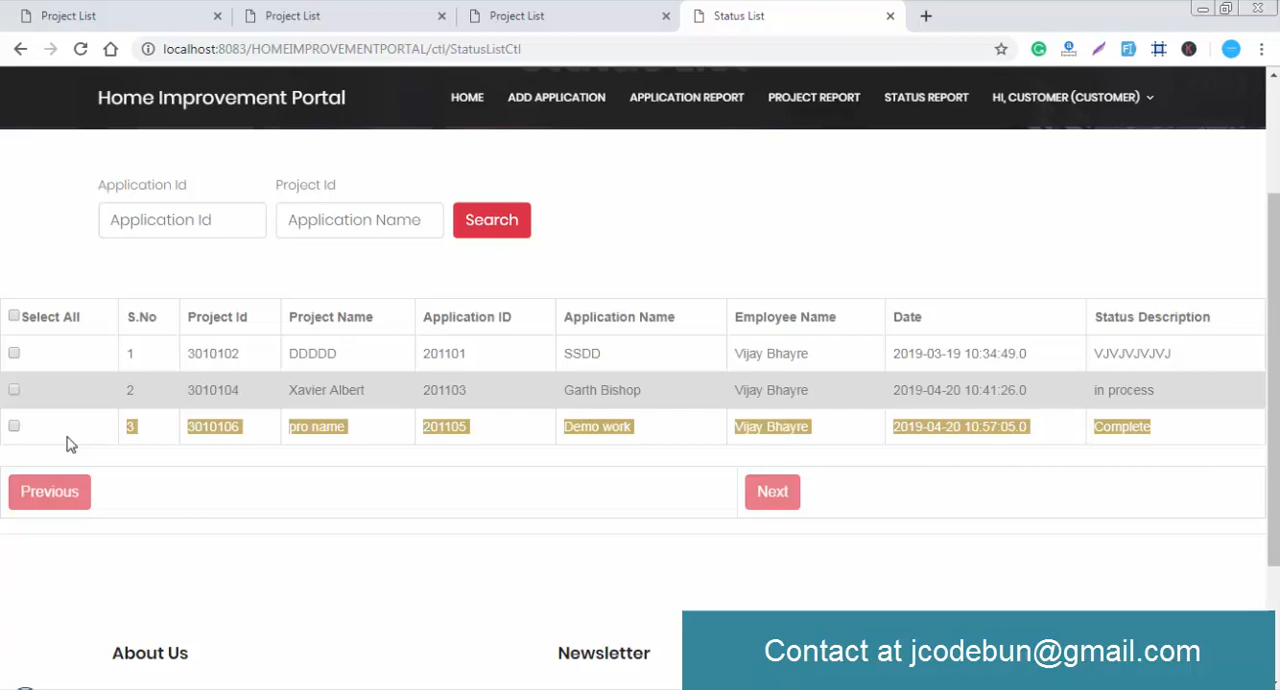 Project List
Project List
Project List
Status List
localhost:8083/HOMEIMPROVEMENTPORTAL/ctl/StatusListCtl
Home Improvement Portal HOME ADD APPLICATION APPLICATION REPORT PROJECT REPORT STATUS REPORT HI, CUSTOMER (CUSTOMER)
Application Id Project Id
Application Id Application Name Search
Select All S.No Project Id Project Name Application ID Application Name Employee Name Date Status Description
1 3010102 DDDDD 201101 SSDD Vijay Bhayre 2019-03-19 10:34:49.0 VJVJVJVJVJ
2 3010104 Xavier Albert 201103 Garth Bishop Vijay Bhayre 2019-04-20 10:41:26.0 in process
3 3010106 pro name 201105 Demo work Vijay Bhayre 2019-04-20 10:57:05.0 Complete
Previous Next
About Us Newsletter
Contact at jcodebun@gmail.com